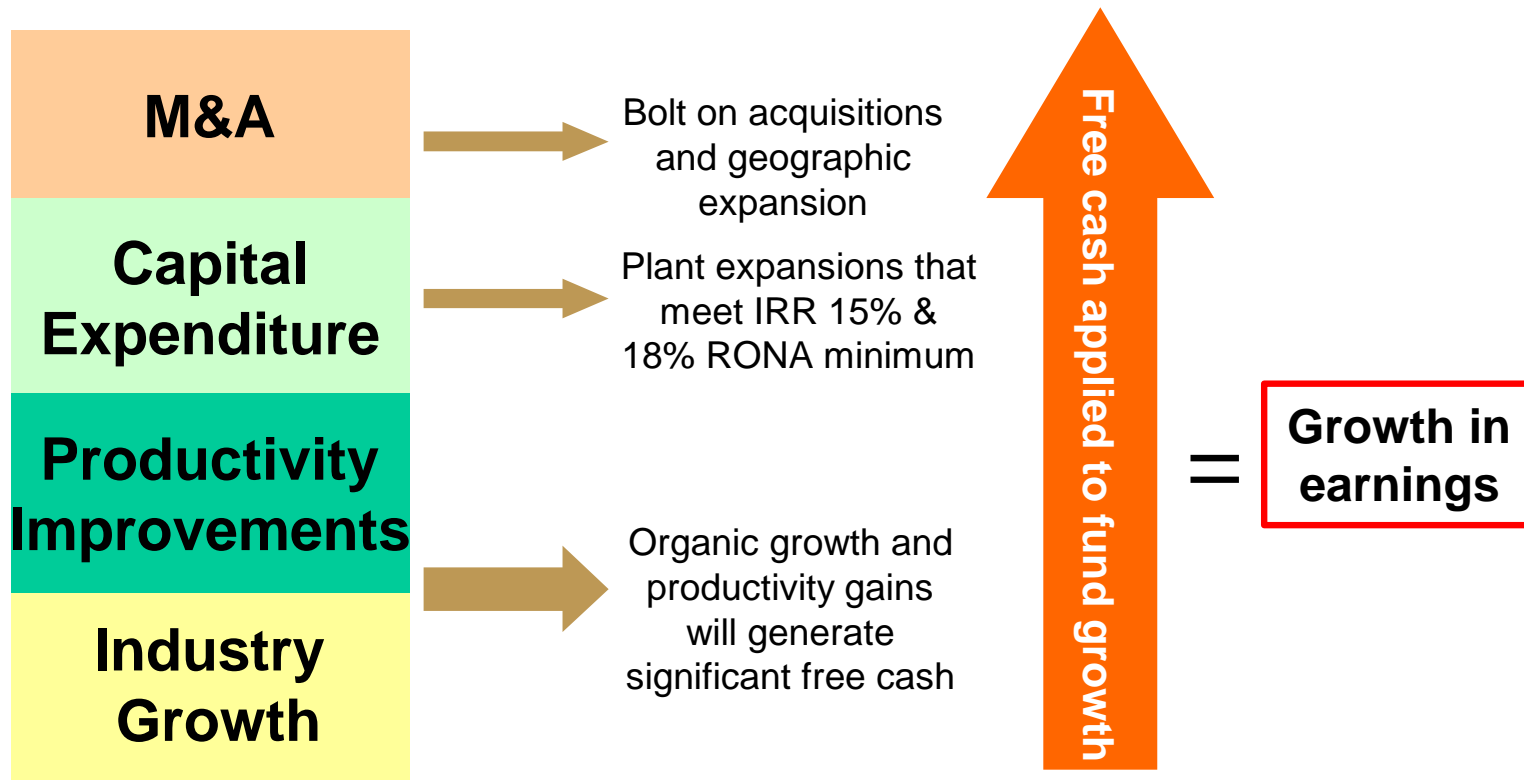 M&A
Bolt on acquisitions
and geographic
expansion
Capital
Expenditure
Plant expansions that
meet IRR 15% &
18% RONA minimum
Productivity
Improvements
Industry
Growth
Organic growth and
productivity gains
will generate
significant free cash
Free cash applied to fund growth
=
Growth in
earnings